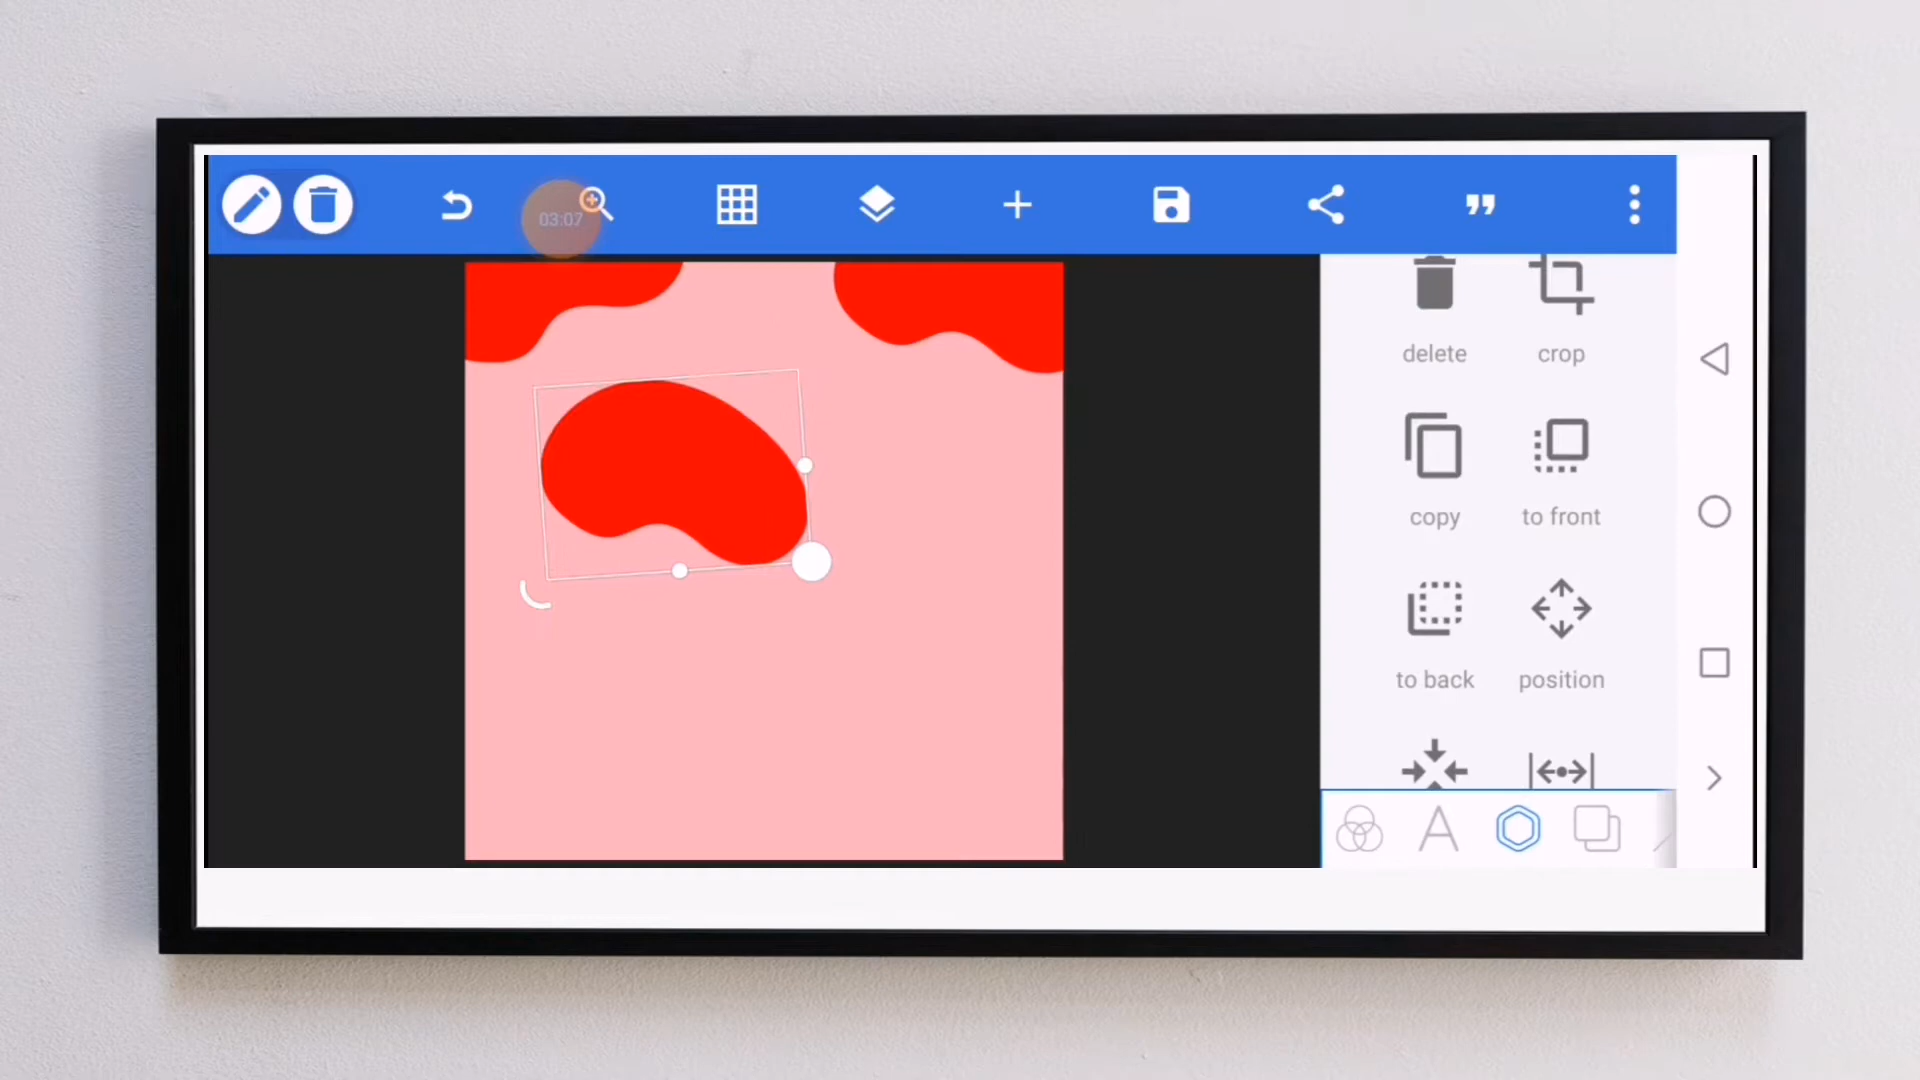 03:07
delete
crop
copy
to front
to back
position